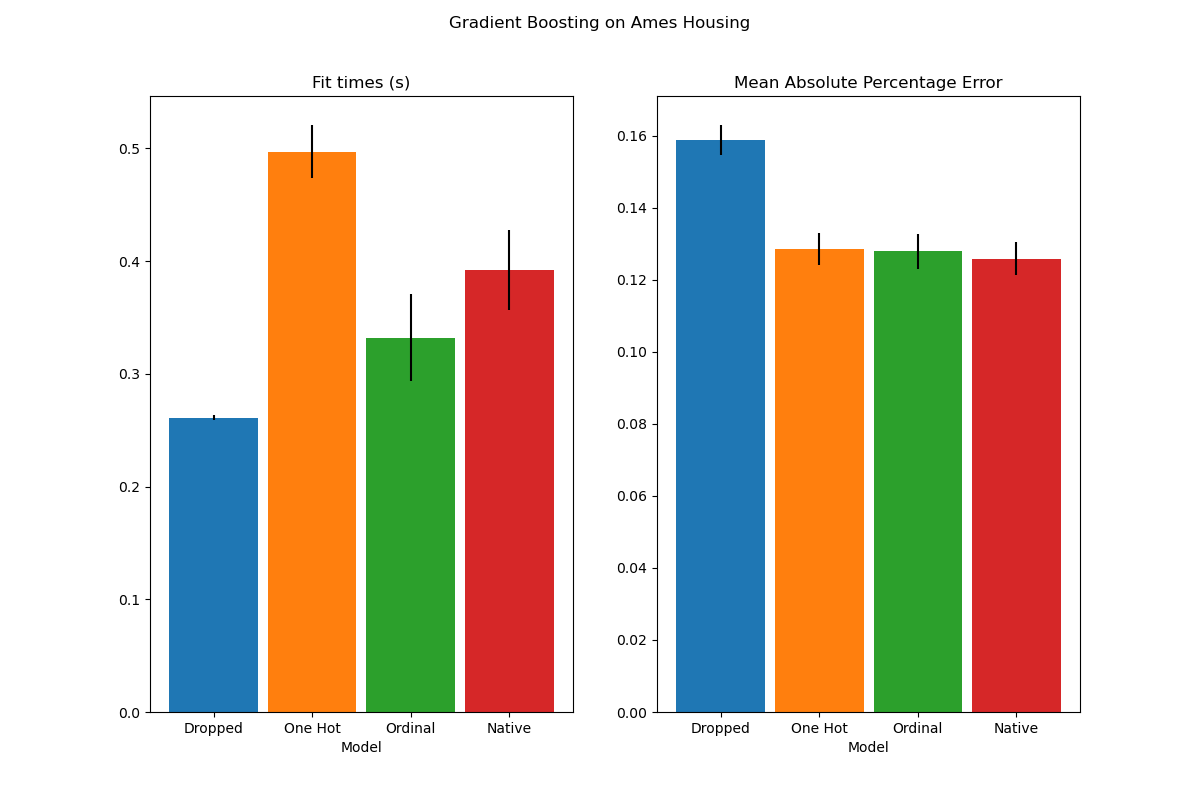 Gradient Boosting on Ames Housing
Fit times (s)
0.5
0.4
0.3
0.2
0.1
0.0
Dropped One Hot Ordinal Native
Model
Mean Absolute Percentage Error
0.16
0.14
0.12
0.10
0.08
0.06
0.04
0.02
0.00
Dropped One Hot Ordinal Native
Model